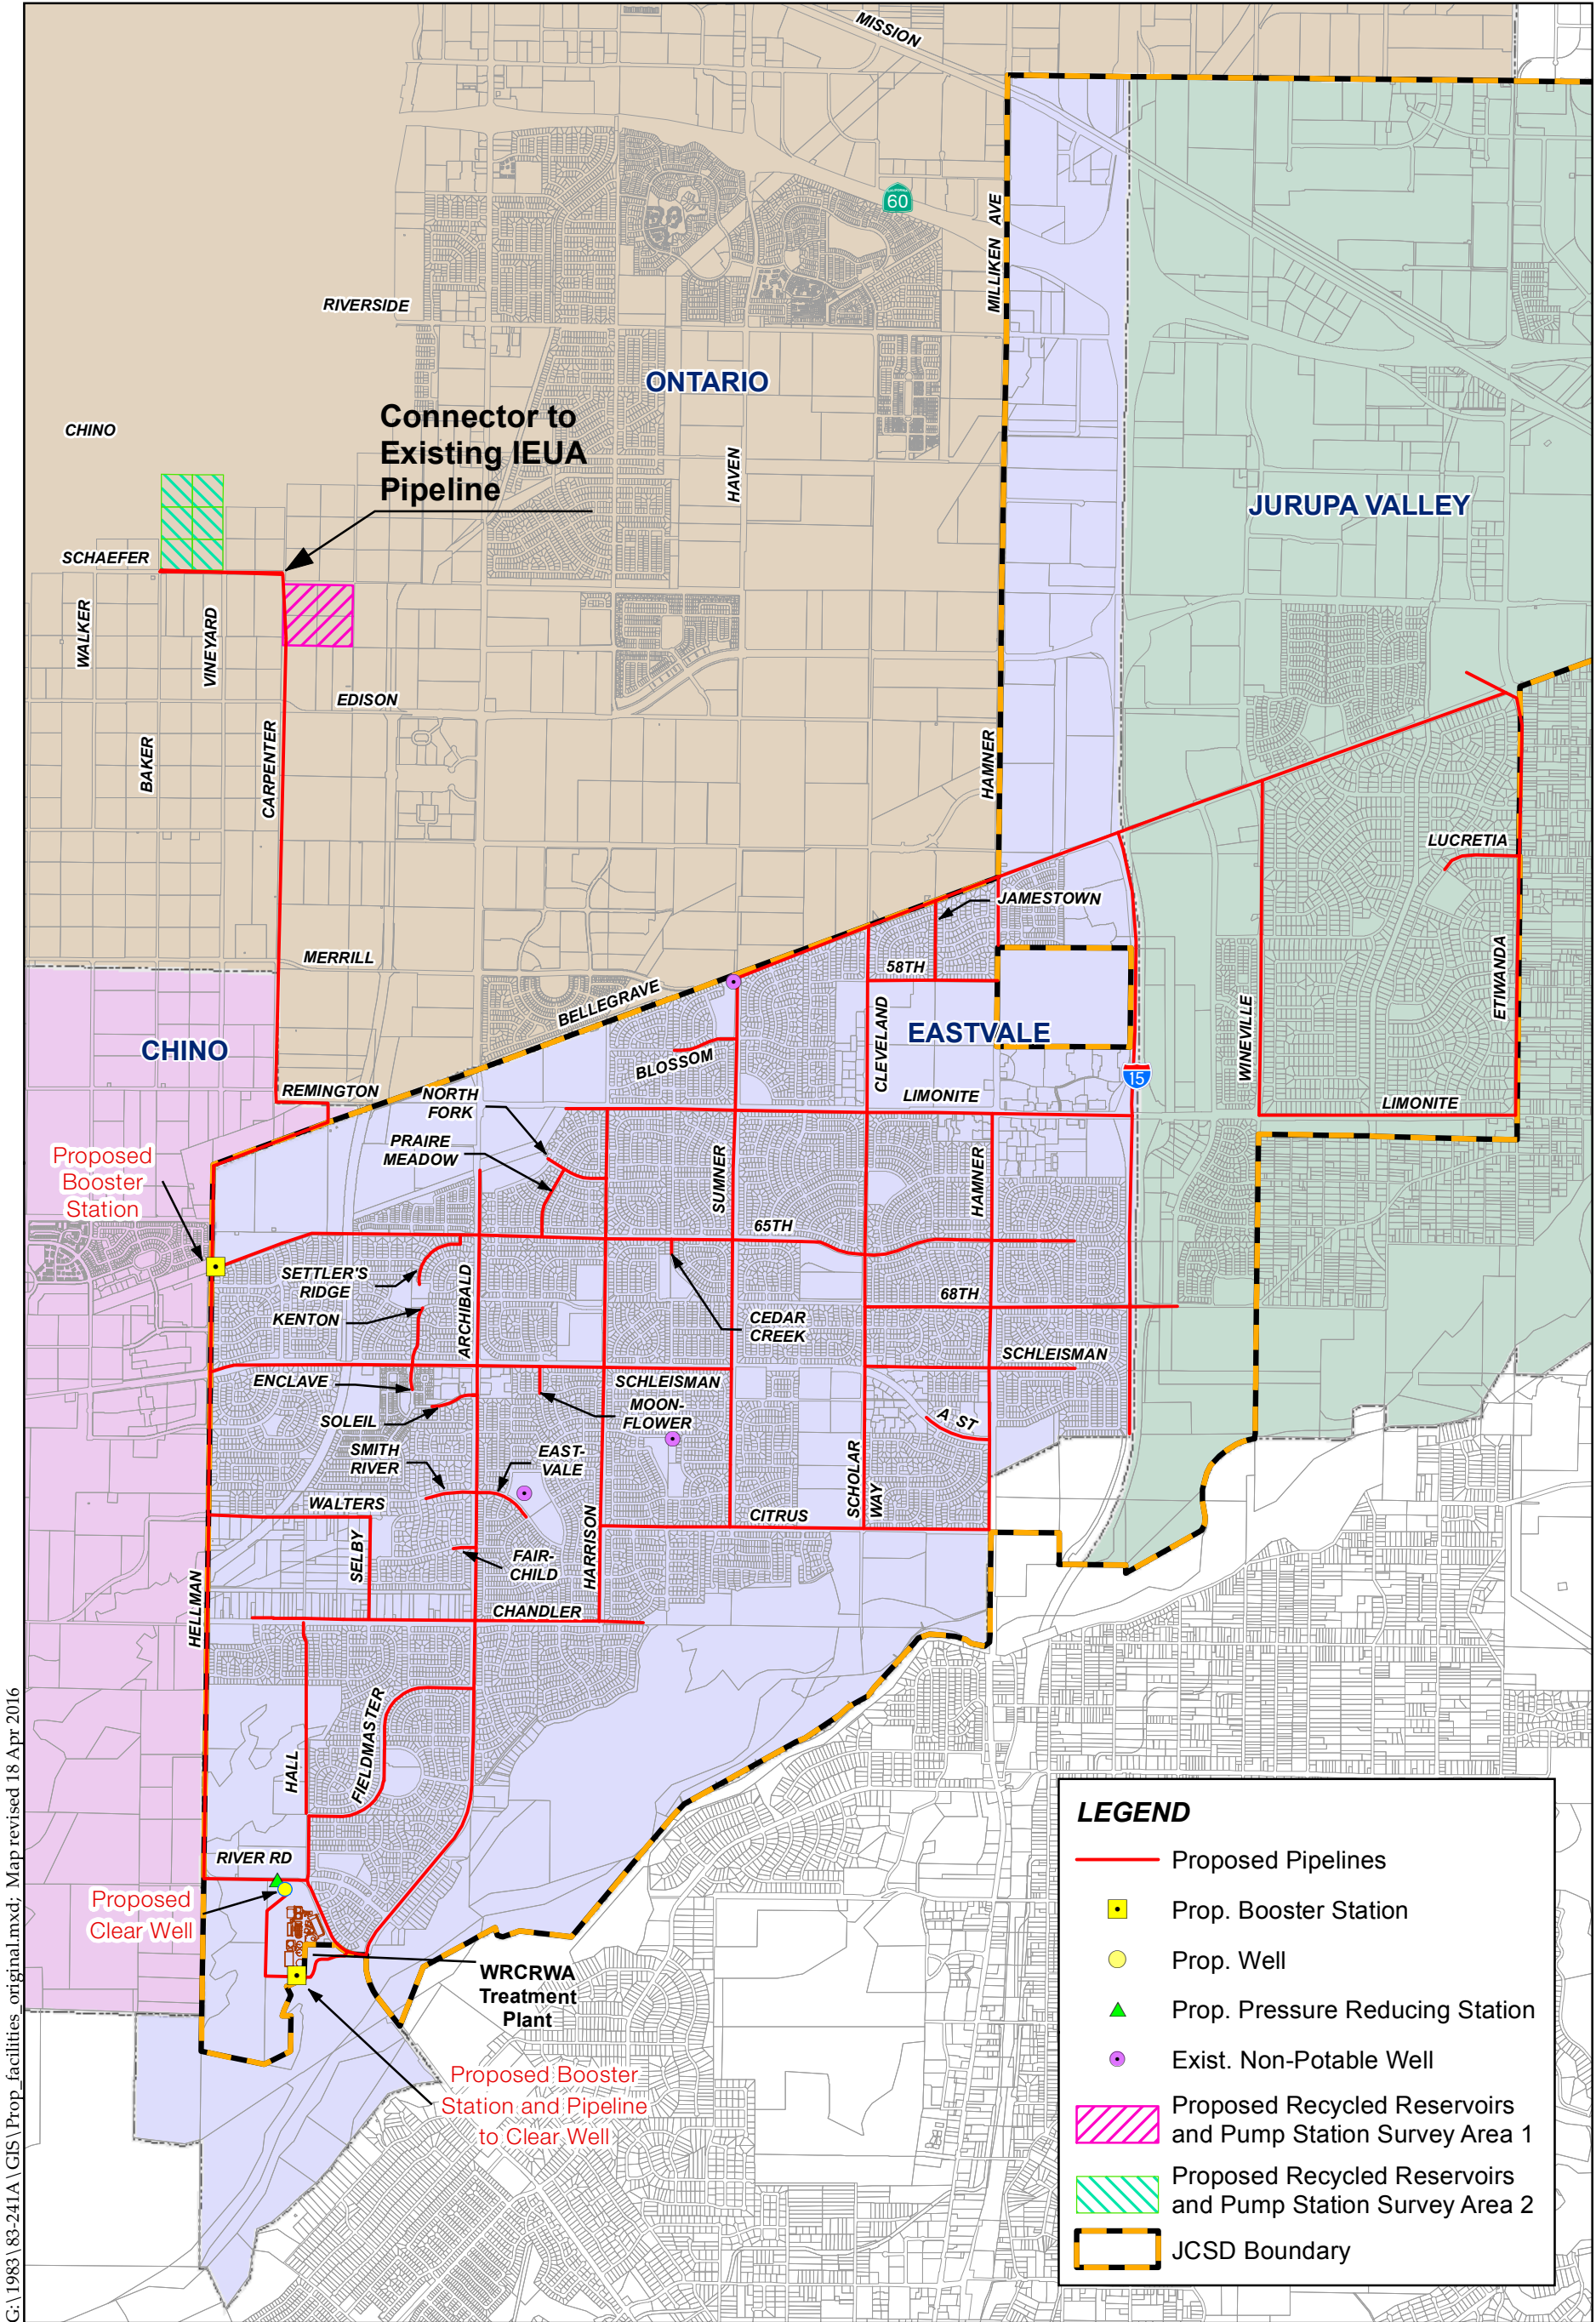 MISSION
60
MILLIKEN AVE
RIVERSIDE
ONTARIO
CHINO
Connector to
Existing IEUA
Pipeline
HAVEN
JURUPA VALLEY
SCHAEFER
WALKER
VINEYARD
EDISON
BAKER
CARPENTER
HAMNER
LUCRETIA
JAMESTOWN
MERRILL
58TH
BELLEGRAVE
ETIWANDA
CHINO
EASTVALE
CLEVELAND
WINEVILLE
BLOSSOM
15
REMINGTON
NORTH
FORK
LIMONITE
LIMONITE
PRAIRE
MEADOW
Proposed
Booster
Station
SUMNER
HAMNER
65TH
SETTLER'S
RIDGE
ARCHIBALD
KENTON
68TH
CEDAR
CREEK
SCHLEISMAN
ENCLAVE
SCHLEISMAN
SOLEIL
MOON-
FLOWER
A ST
SMITH
RIVER
EAST-
VALE
SCHOLAR
WAY
WALTERS
CITRUS
SELBY
HARRISON
FAIR-
CHILD
HELLMAN
CHANDLER
HALL
FIELDMASTER
RIVER RD
Proposed
Clear Well
WRCRWA
Treatment
Plant
Proposed Booster
Station and Pipeline
to Clear Well
LEGEND
Proposed Pipelines
Prop. Booster Station
Prop. Well
Prop. Pressure Reducing Station
Exist. Non-Potable Well
Proposed Recycled Reservoirs
and Pump Station Survey Area 1
Proposed Recycled Reservoirs
and Pump Station Survey Area 2
JCSD Boundary
G:\1983\83-241A\GIS\Prop_facilities_original.mxd; Map revised 18 Apr 2016